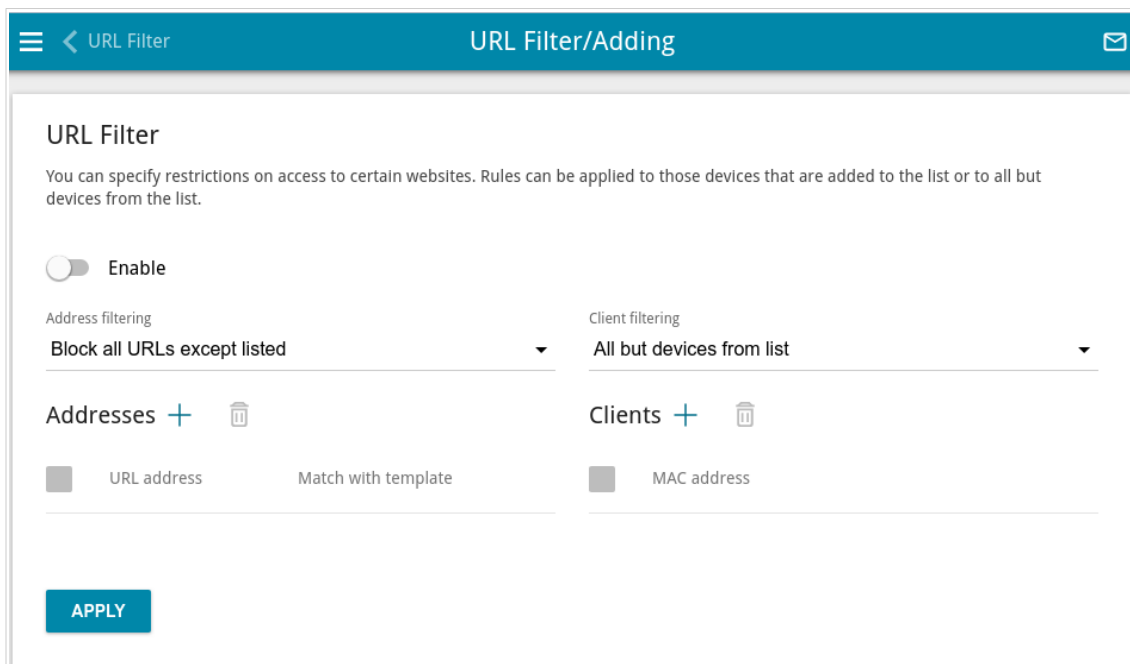 URL Filter
URL Filter/Adding
URL Filter
You can specify restrictions on access to certain websites. Rules can be applied to those devices that are added to the list or to all but
devices from the list.
Enable
Address filtering
Client filtering
Block all URLs except listed
All but devices from list
Addresses
Clients
URL address
Match with template
MAC address
APPLY